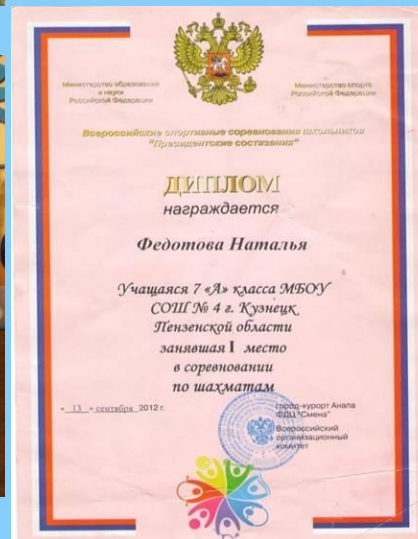 Министерство образования
и науки
Российской Федерации
Министерство спорта
Российской Федерации
Всероссийские спортивные соревнования школьников
"Президентские состязания"
ДИПЛОМ
награждается
Федотова Наталья
Учащаяся 7 «А» класса МБОУ
СОШ № 4 г. Кузнецк
Пензенской области
занявшая I место
в соревновании
по шахматам
« 13 » сентября 2012 г.
город-курорт Анапа
ФДЦ "Смена"
Всероссийский
организационный
комитет